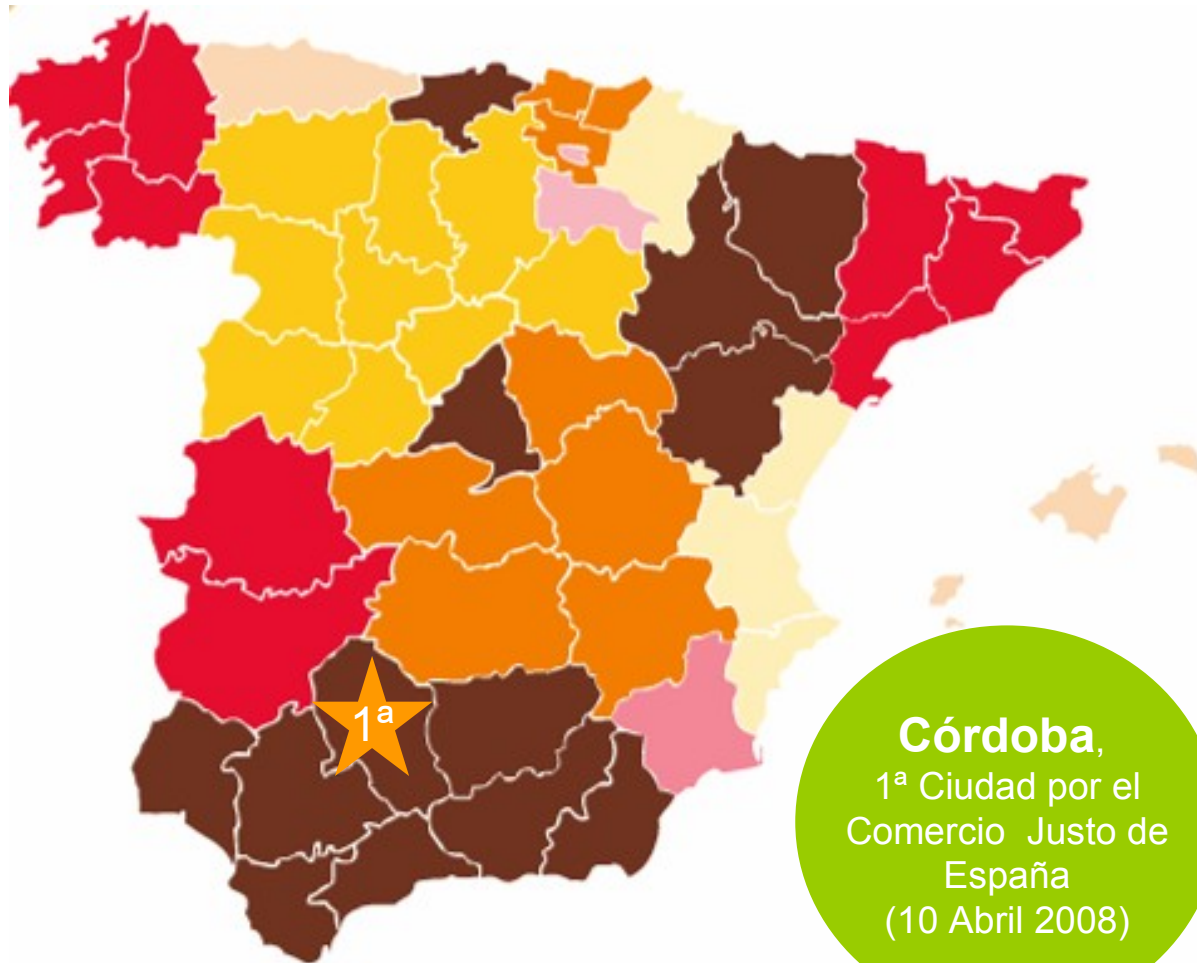 1ª
Córdoba,
1ª Ciudad por el
Comercio Justo de
España
(10 Abril 2008)